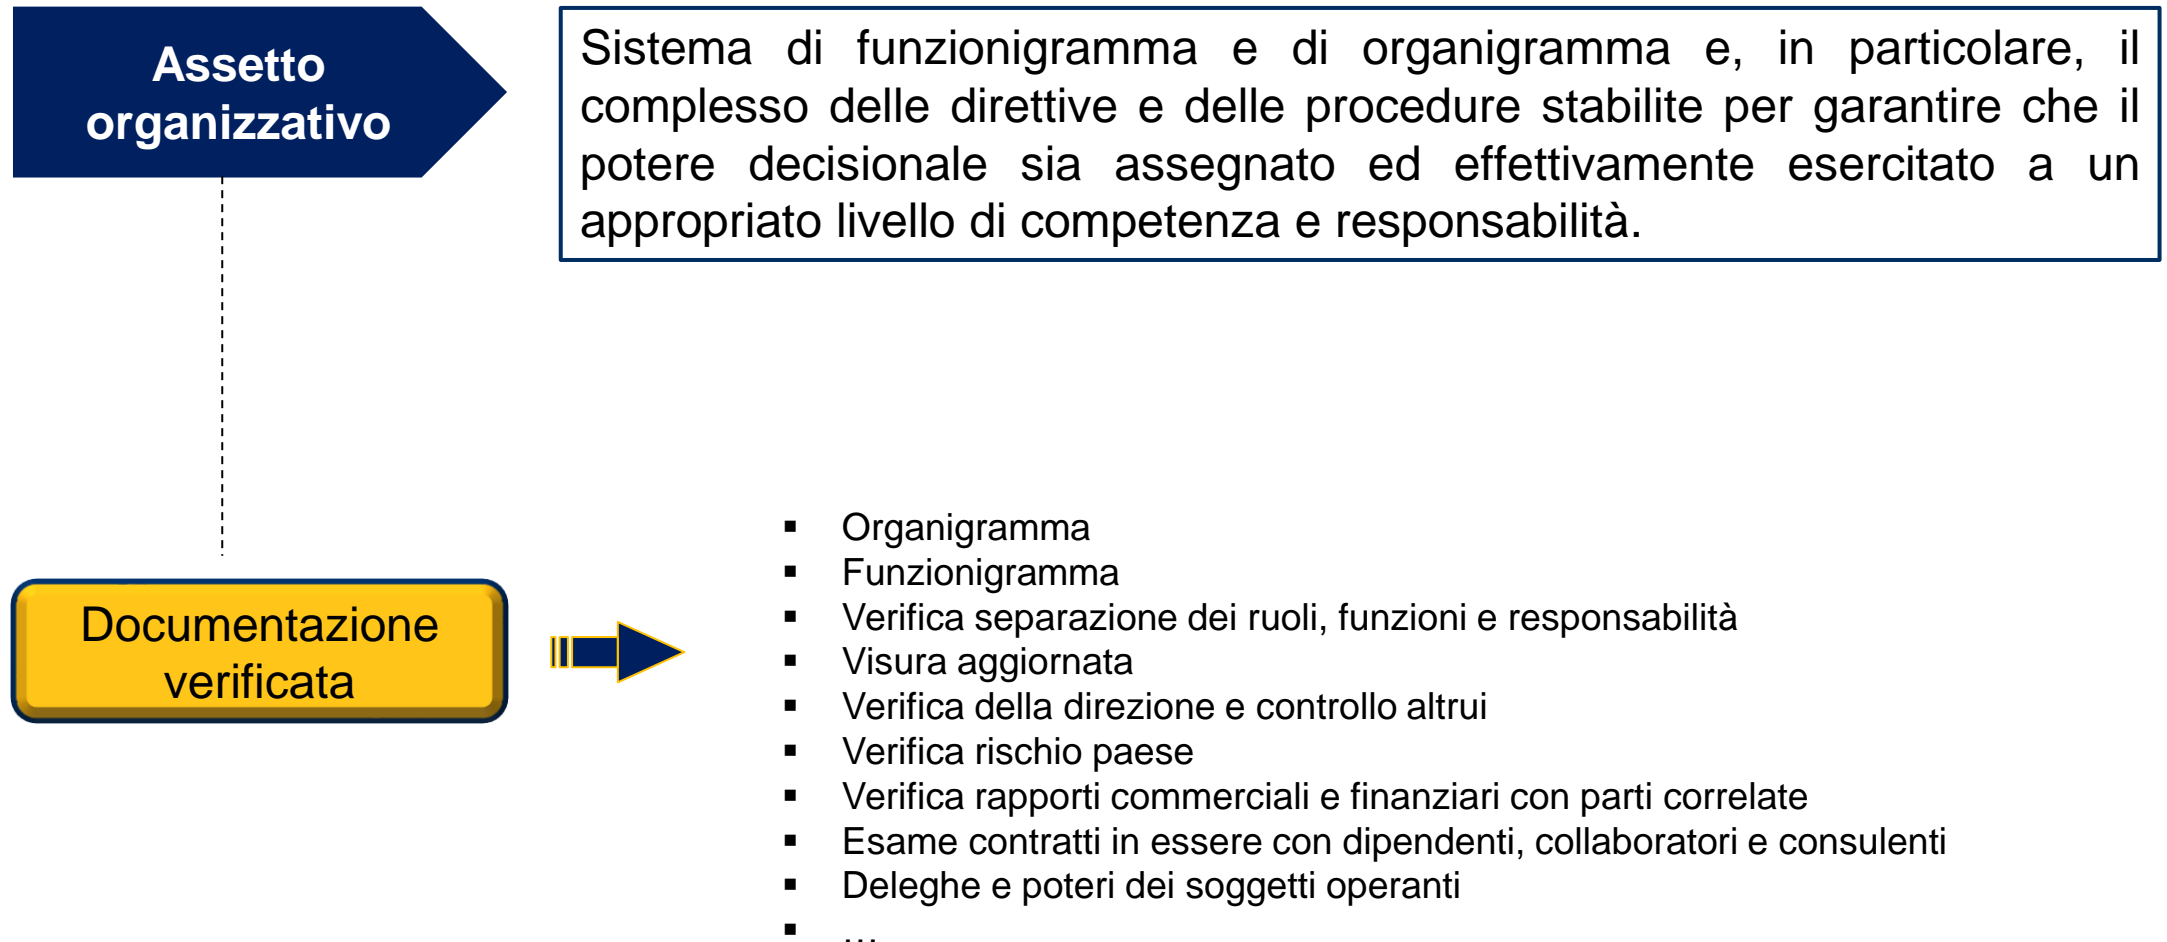 Assetto
organizzativo
Sistema di funzionigramma e di organigramma e, in particolare, il
complesso delle direttive e delle procedure stabilite per garantire che il
potere decisionale sia assegnato ed effettivamente esercitato a un
appropriato livello di competenza e responsabilità.
Documentazione
verificata
▪ Organigramma
▪ Funzionigramma
▪ Verifica separazione dei ruoli, funzioni e responsabilità
▪ Visura aggiornata
▪ Verifica della direzione e controllo altrui
▪ Verifica rischio paese
▪ Verifica rapporti commerciali e finanziari con parti correlate
▪ Esame contratti in essere con dipendenti, collaboratori e consulenti
▪ Deleghe e poteri dei soggetti operanti
▪ …